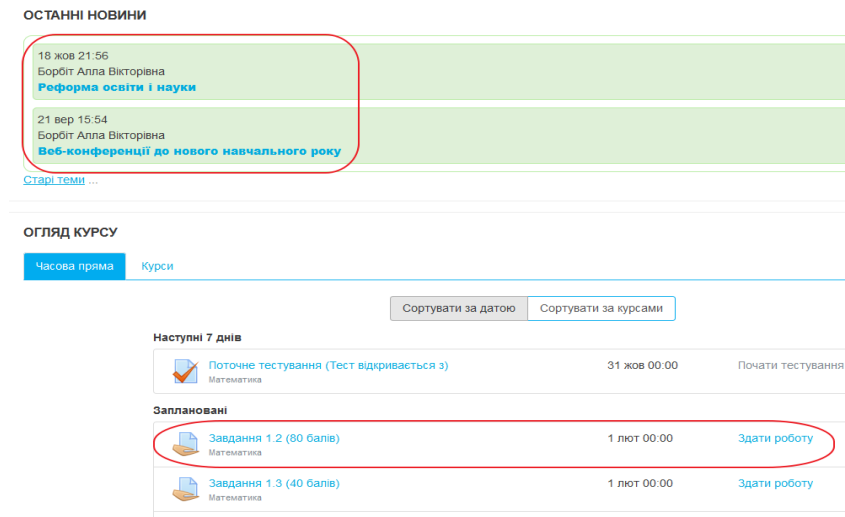 ОСТАННІ НОВИНИ
18 жов 21:56
Борбіт Алла Вікторівна
Реформа освіти і науки
21 вер 15:54
Борбіт Алла Вікторівна
Веб-конференції до нового навчального року
Старі теми ...
ОГЛЯД КУРСУ
Часова пряма Курси
Сортувати за датою Сортувати за курсами
Наступні 7 днів
Поточне тестування (Тест відкривається з) 31 жов 00:00 Почати тестування
Математика
Заплановані
Завдання 1.2 (80 балів) 1 лют 00:00 Здати роботу
Математика
Завдання 1.3 (40 балів) 1 лют 00:00 Здати роботу
Математика